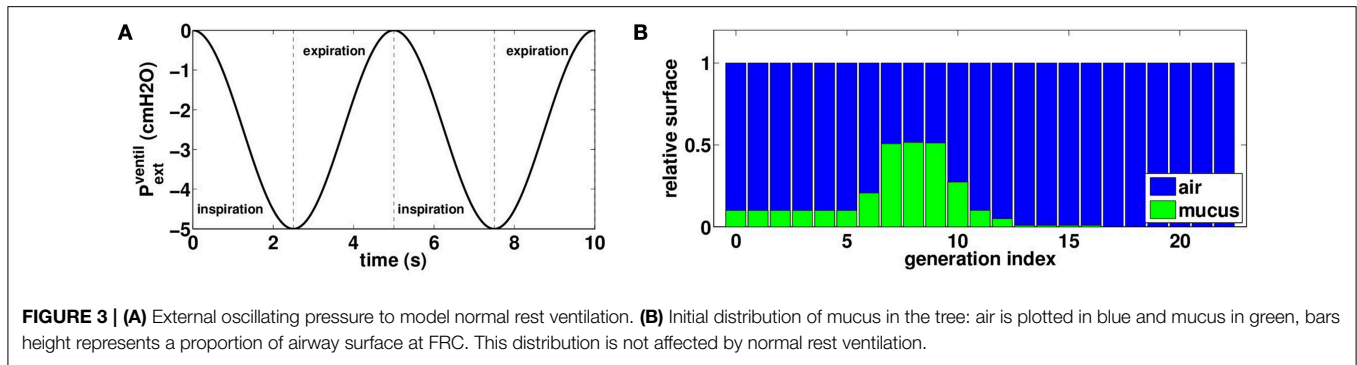 A
0
−1
−2
−3
−4
−5
P_ext^ventil (cmH2O)
expiration
expiration
inspiration
inspiration
0
2
4
6
8
10
time (s)
B
1
0.5
0
relative surface
air
mucus
0
5
10
15
20
generation index
FIGURE 3 | (A) External oscillating pressure to model normal rest ventilation. (B) Initial distribution of mucus in the tree: air is plotted in blue and mucus in green, bars
height represents a proportion of airway surface at FRC. This distribution is not affected by normal rest ventilation.